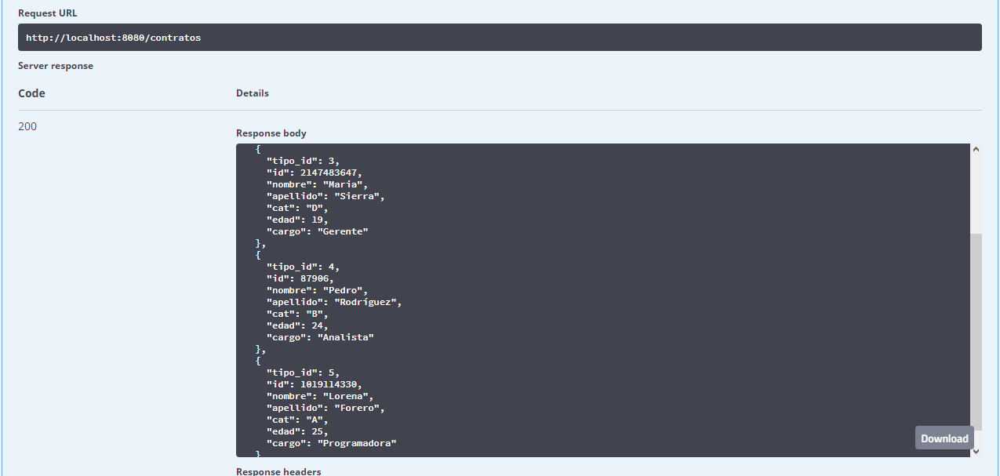 Request URL
http://localhost:8080/contratos
Server response
Code Details
200
Response body
{
"tipo_id": 3,
"id": 2147483647,
"nombre": "Maria",
"apellido": "Sierra",
"cat": "D",
"edad": 19,
"cargo": "Gerente"
},
{
"tipo_id": 4,
"id": 87906,
"nombre": "Pedro",
"apellido": "Rodríguez",
"cat": "B",
"edad": 24,
"cargo": "Analista"
},
{
"tipo_id": 5,
"id": 1019114330,
"nombre": "Lorena",
"apellido": "Forero",
"cat": "A",
"edad": 25,
"cargo": "Programadora"
}
Download
Response headers